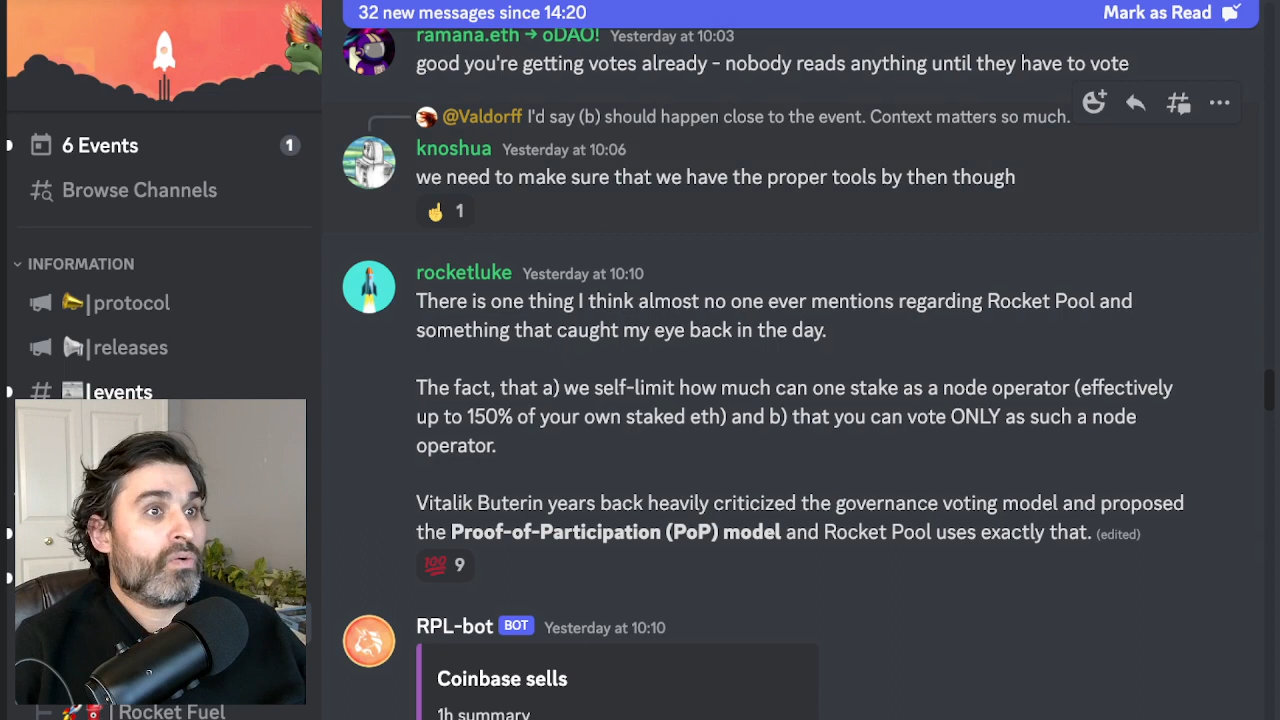 32 new messages since 14:20
Mark as Read
ramana.eth → oDAO! Yesterday at 10:03
good you're getting votes already - nobody reads anything until they have to vote
@Valdorff I'd say (b) should happen close to the event. Context matters so much.
knoshua Yesterday at 10:06
we need to make sure that we have the proper tools by then though
☝ 1
rocketluke Yesterday at 10:10
There is one thing I think almost no one ever mentions regarding Rocket Pool and
something that caught my eye back in the day.
The fact, that a) we self-limit how much can one stake as a node operator (effectively
up to 150% of your own staked eth) and b) that you can vote ONLY as such a node
operator.
Vitalik Buterin years back heavily criticized the governance voting model and proposed
the Proof-of-Participation (PoP) model and Rocket Pool uses exactly that. (edited)
💯 9
RPL-bot BOT Yesterday at 10:10
Coinbase sells
1h summary
6 Events 1
Browse Channels
INFORMATION
|protocol
|releases
|events
|Rocket Fuel